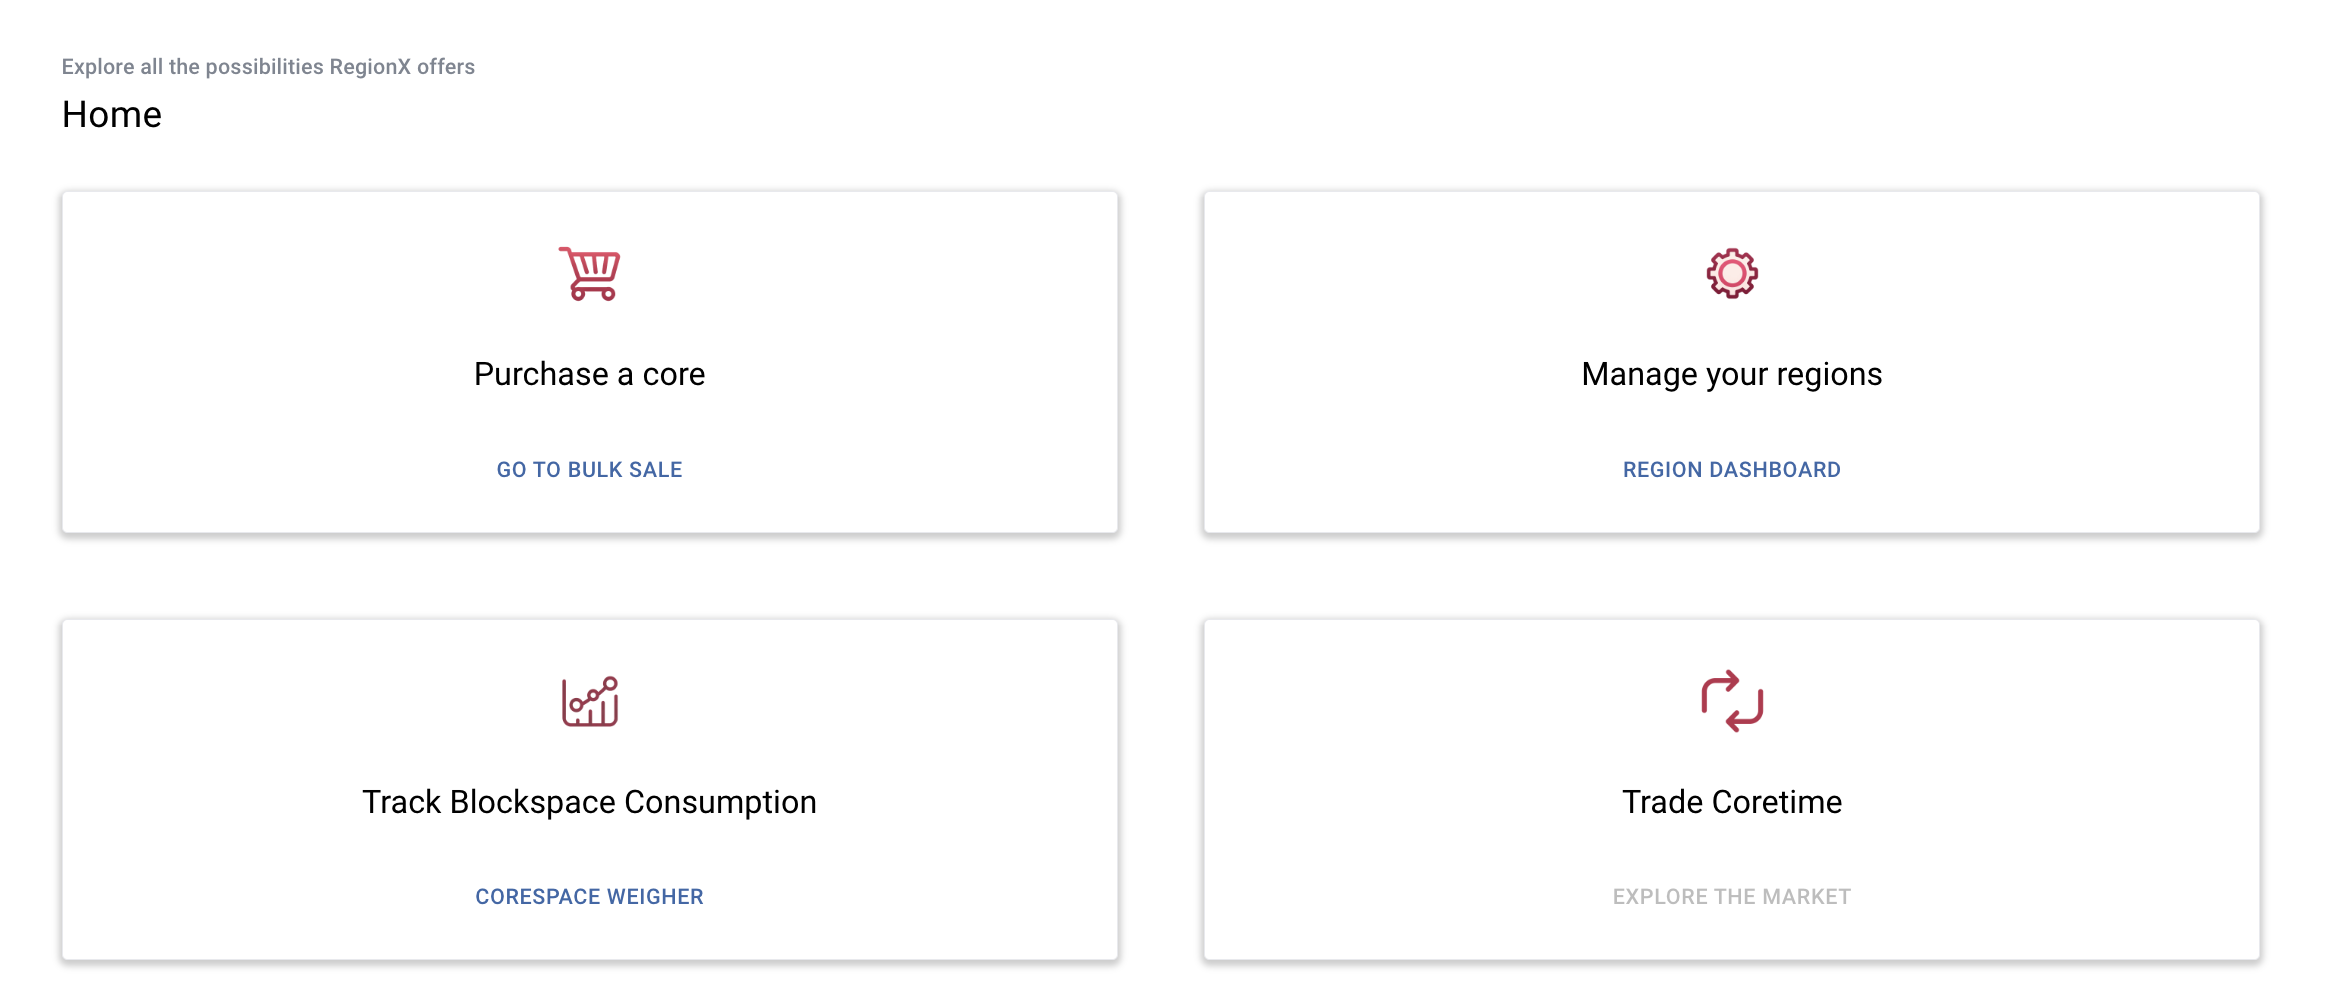 Explore all the possibilities RegionX offers
Home
Purchase a core
GO TO BULK SALE
Manage your regions
REGION DASHBOARD
Track Blockspace Consumption
CORESPACE WEIGHER
Trade Coretime
EXPLORE THE MARKET